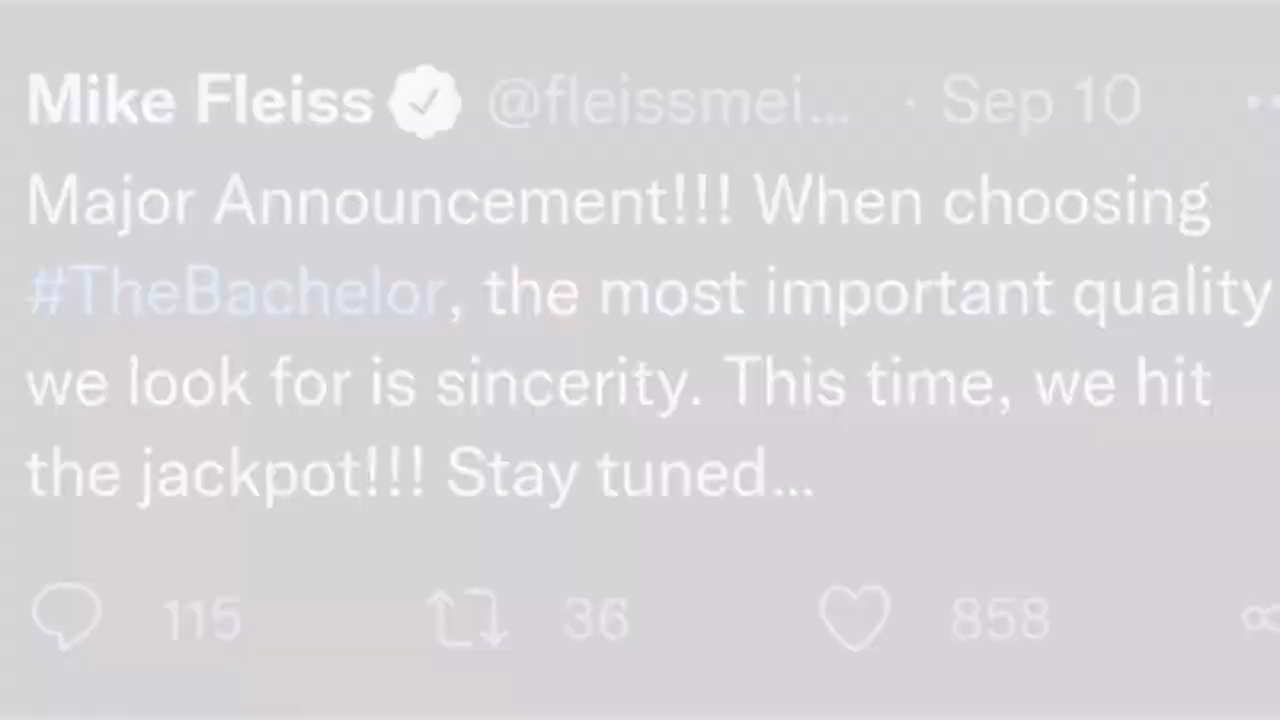 Mike Fleiss @fleissmei... · Sep 10
Major Announcement!!! When choosing
#TheBachelor, the most important quality
we look for is sincerity. This time, we hit
the jackpot!!! Stay tuned...
115 36 858